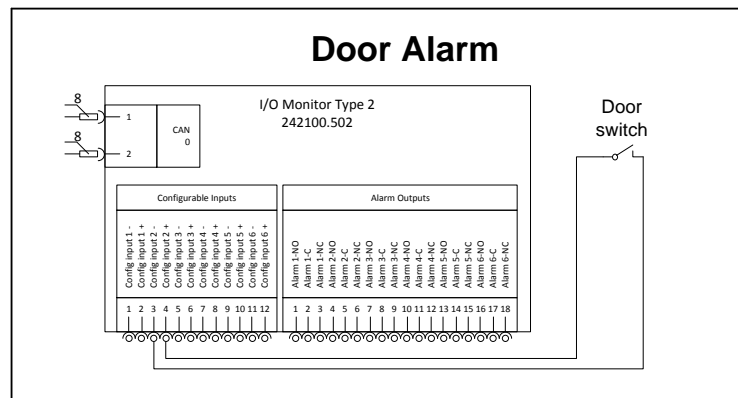 Door Alarm
I/O Monitor Type 2
242100.502
8
1
CAN
0
8
2
Door
switch
Configurable Inputs
Alarm Outputs
Config input 1 -
Config input 1 +
Config input 2 -
Config input 2 +
Config input 3 -
Config input 3 +
Config input 4 -
Config input 4 +
Config input 5 -
Config input 5 +
Config input 6 -
Config input 6 +
Alarm 1-NO
Alarm 1-C
Alarm 1-NC
Alarm 2-NO
Alarm 2-C
Alarm 2-NC
Alarm 3-NO
Alarm 3-C
Alarm 3-NC
Alarm 4-NO
Alarm 4-C
Alarm 4-NC
Alarm 5-NO
Alarm 5-C
Alarm 5-NC
Alarm 6-NO
Alarm 6-C
Alarm 6-NC
1 2 3 4 5 6 7 8 9 10 11 12
1 2 3 4 5 6 7 8 9 10 11 12 13 14 15 16 17 18